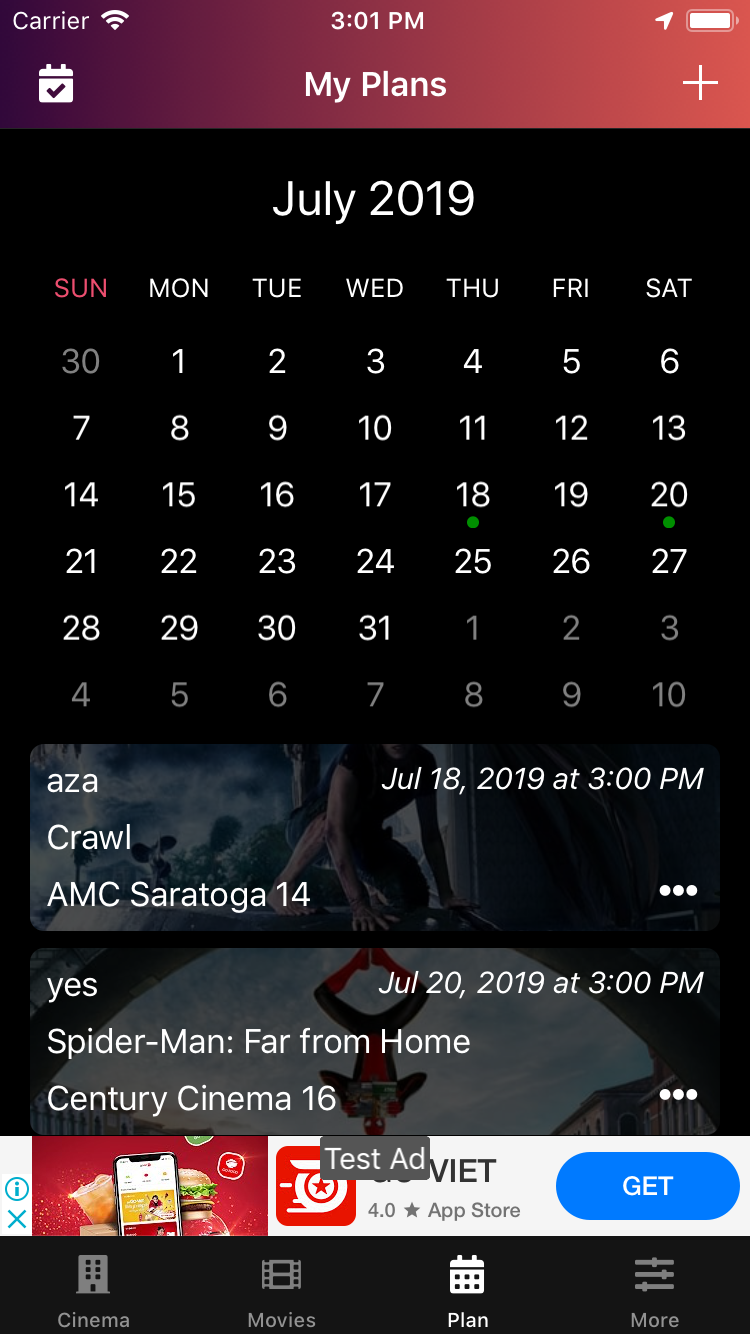 Carrier 3:01 PM
My Plans
July 2019
SUN MON TUE WED THU FRI SAT
30 1 2 3 4 5 6
7 8 9 10 11 12 13
14 15 16 17 18 19 20
21 22 23 24 25 26 27
28 29 30 31 1 2 3
4 5 6 7 8 9 10
aza Jul 18, 2019 at 3:00 PM
Crawl
AMC Saratoga 14
yes Jul 20, 2019 at 3:00 PM
Spider-Man: Far from Home
Century Cinema 16
Test Ad
VIET
4.0 ★ App Store
GET
Cinema Movies Plan More